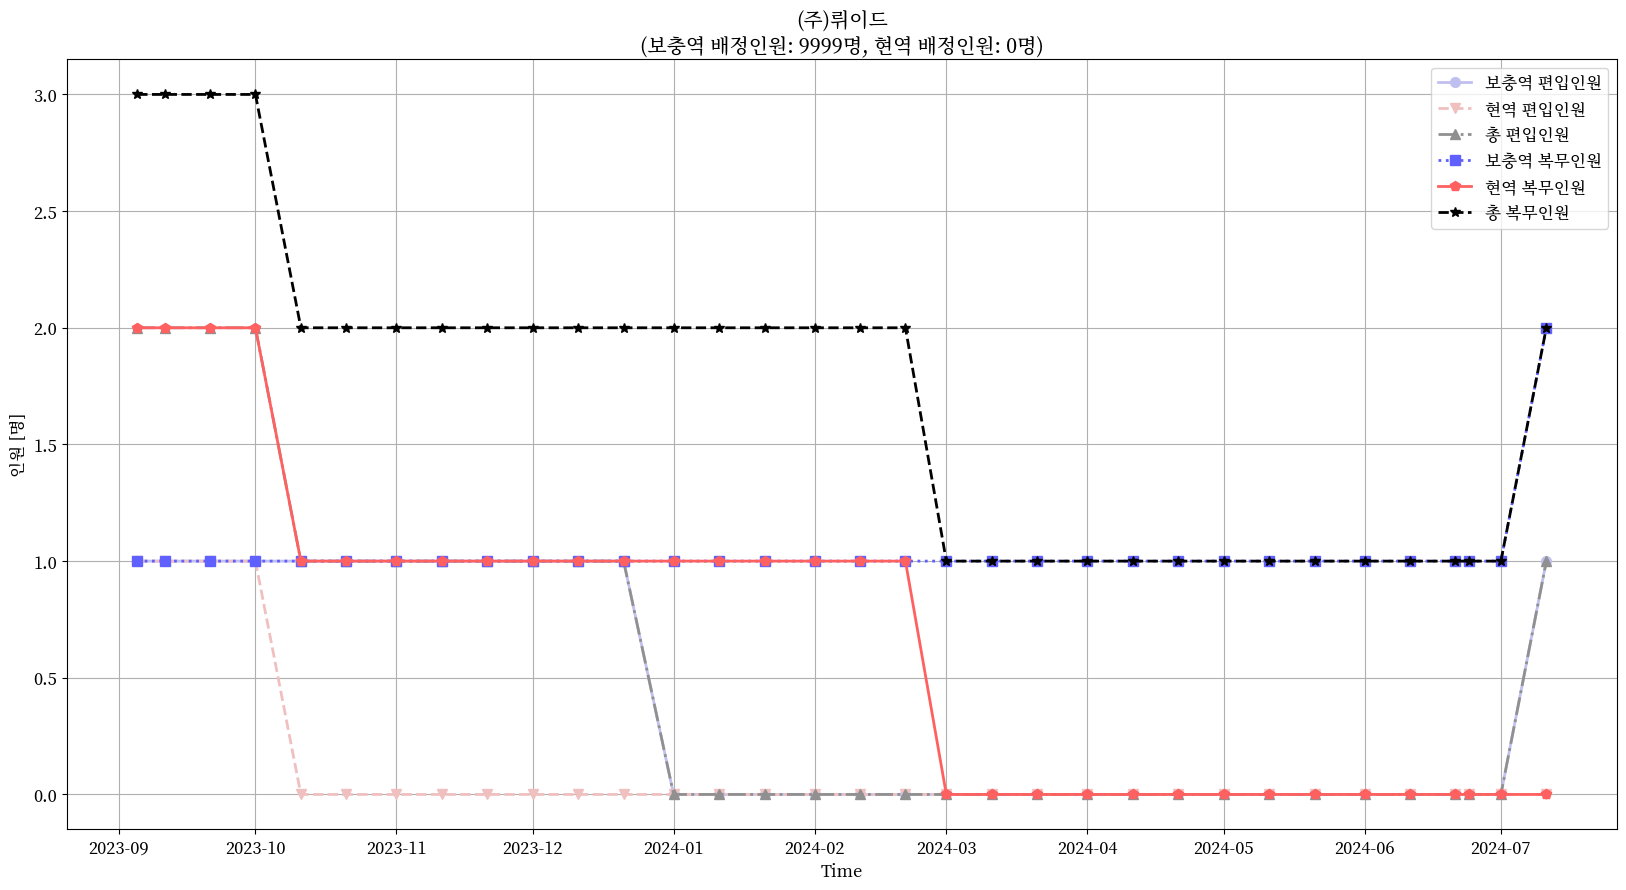 (주)뤼이드
(보충역 배정인원: 9999명, 현역 배정인원: 0명)
보충역 편입인원
현역 편입인원
총 편입인원
보충역 복무인원
현역 복무인원
총 복무인원
인원 [명]
3.0
2.5
2.0
1.5
1.0
0.5
0.0
2023-09 2023-10 2023-11 2023-12 2024-01 2024-02 2024-03 2024-04 2024-05 2024-06 2024-07
Time